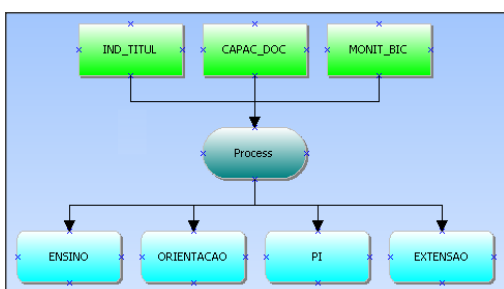 IND_TITUL CAPAC_DOC MONIT_BIC
Process
ENSINO ORIENTACAO PI EXTENSAO